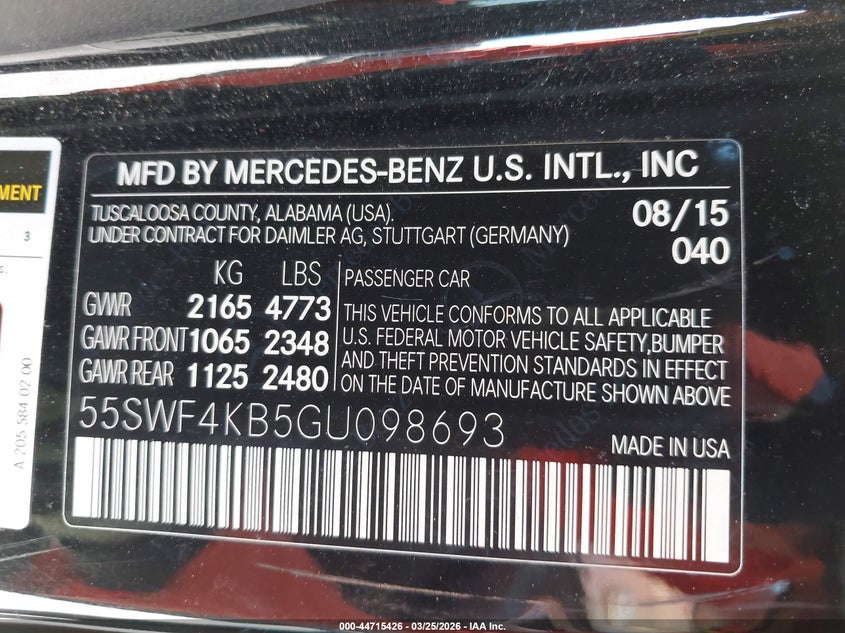 MENT
3
A 205 584 02 00
MFD BY MERCEDES-BENZ U.S. INTL., INC
TUSCALOOSA COUNTY, ALABAMA (USA). 08/15
UNDER CONTRACT FOR DAIMLER AG, STUTTGART (GERMANY) 040
KG LBS PASSENGER CAR
GVWR 2165 4773
GAWR FRONT 1065 2348
GAWR REAR 1125 2480
THIS VEHICLE CONFORMS TO ALL APPLICABLE
U.S. FEDERAL MOTOR VEHICLE SAFETY, BUMPER
AND THEFT PREVENTION STANDARDS IN EFFECT
ON THE DATE OF MANUFACTURE SHOWN ABOVE
55SWF4KB5GU098693
MADE IN USA
000-44715426 - 03/25/2026 - IAA Inc.